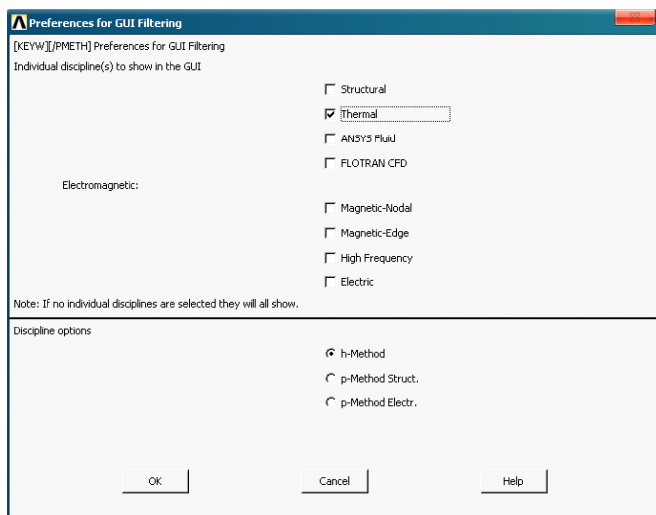 Preferences for GUI Filtering
[KEYW][/PMETH] Preferences for GUI Filtering
Individual discipline(s) to show in the GUI
Structural
Thermal
ANSYS Fluid
FLOTRAN CFD
Electromagnetic:
Magnetic-Nodal
Magnetic-Edge
High Frequency
Electric
Note: If no individual disciplines are selected they will all show.
Discipline options
h-Method
p-Method Struct.
p-Method Electr.
OK Cancel Help